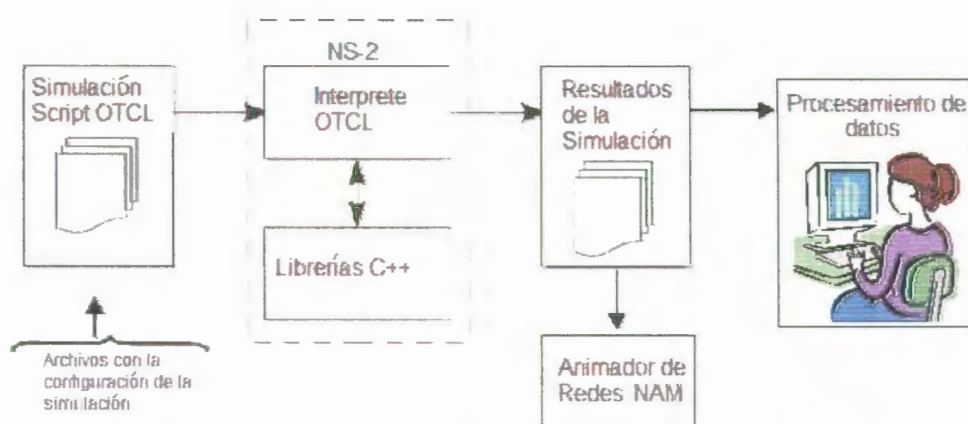 NS-2
Simulación
Script OTCL
Interprete
OTCL
Librerías C++
Resultados
de la
Simulación
Procesamiento de
datos
Archivos con la
configuración de la
simulación
Animador de
Redes NAM